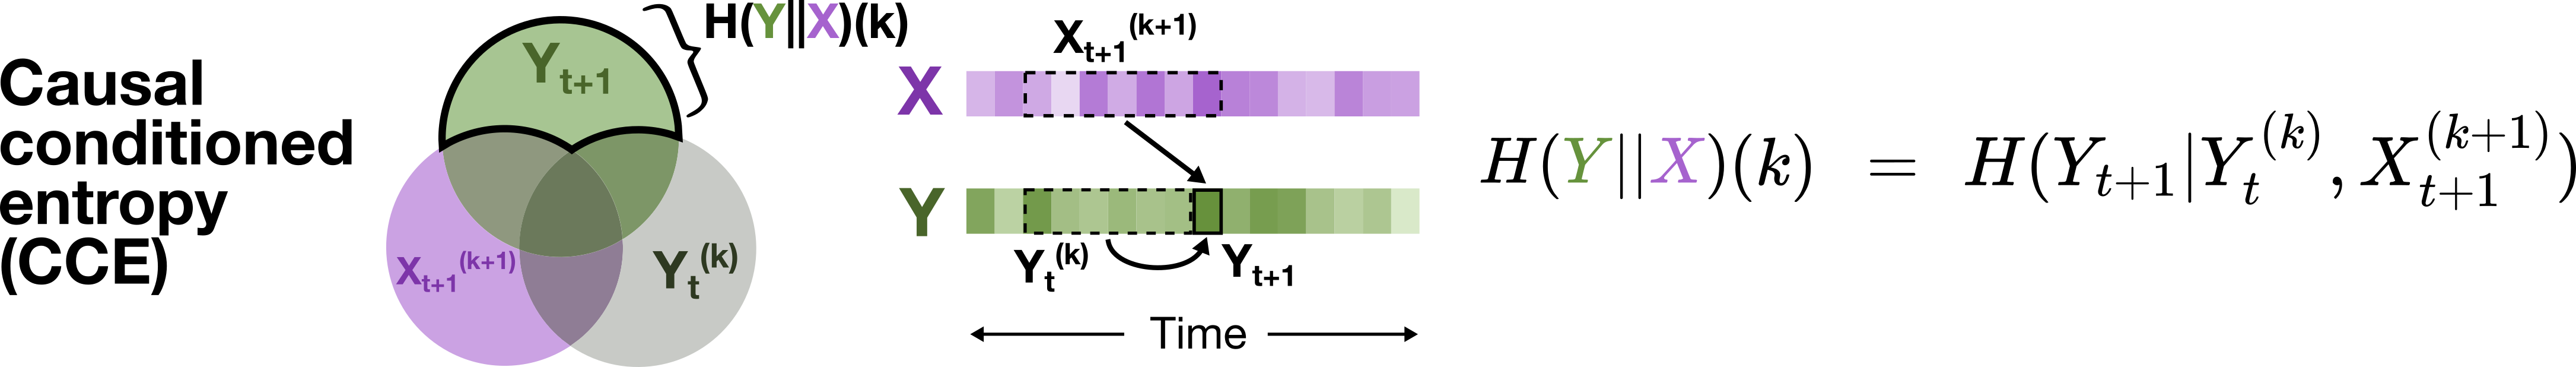 Causal
conditioned
entropy
(CCE)
Y_{t+1}
X_{t+1}^{(k+1)}
Y_t^{(k)}
H(Y||X)(k)
X_{t+1}^{(k+1)}
X
Y
Y_t^{(k)}
Y_{t+1}
Time
H(Y||X)(k) = H(Y_{t+1}|Y_t^{(k)}, X_{t+1}^{(k+1)})